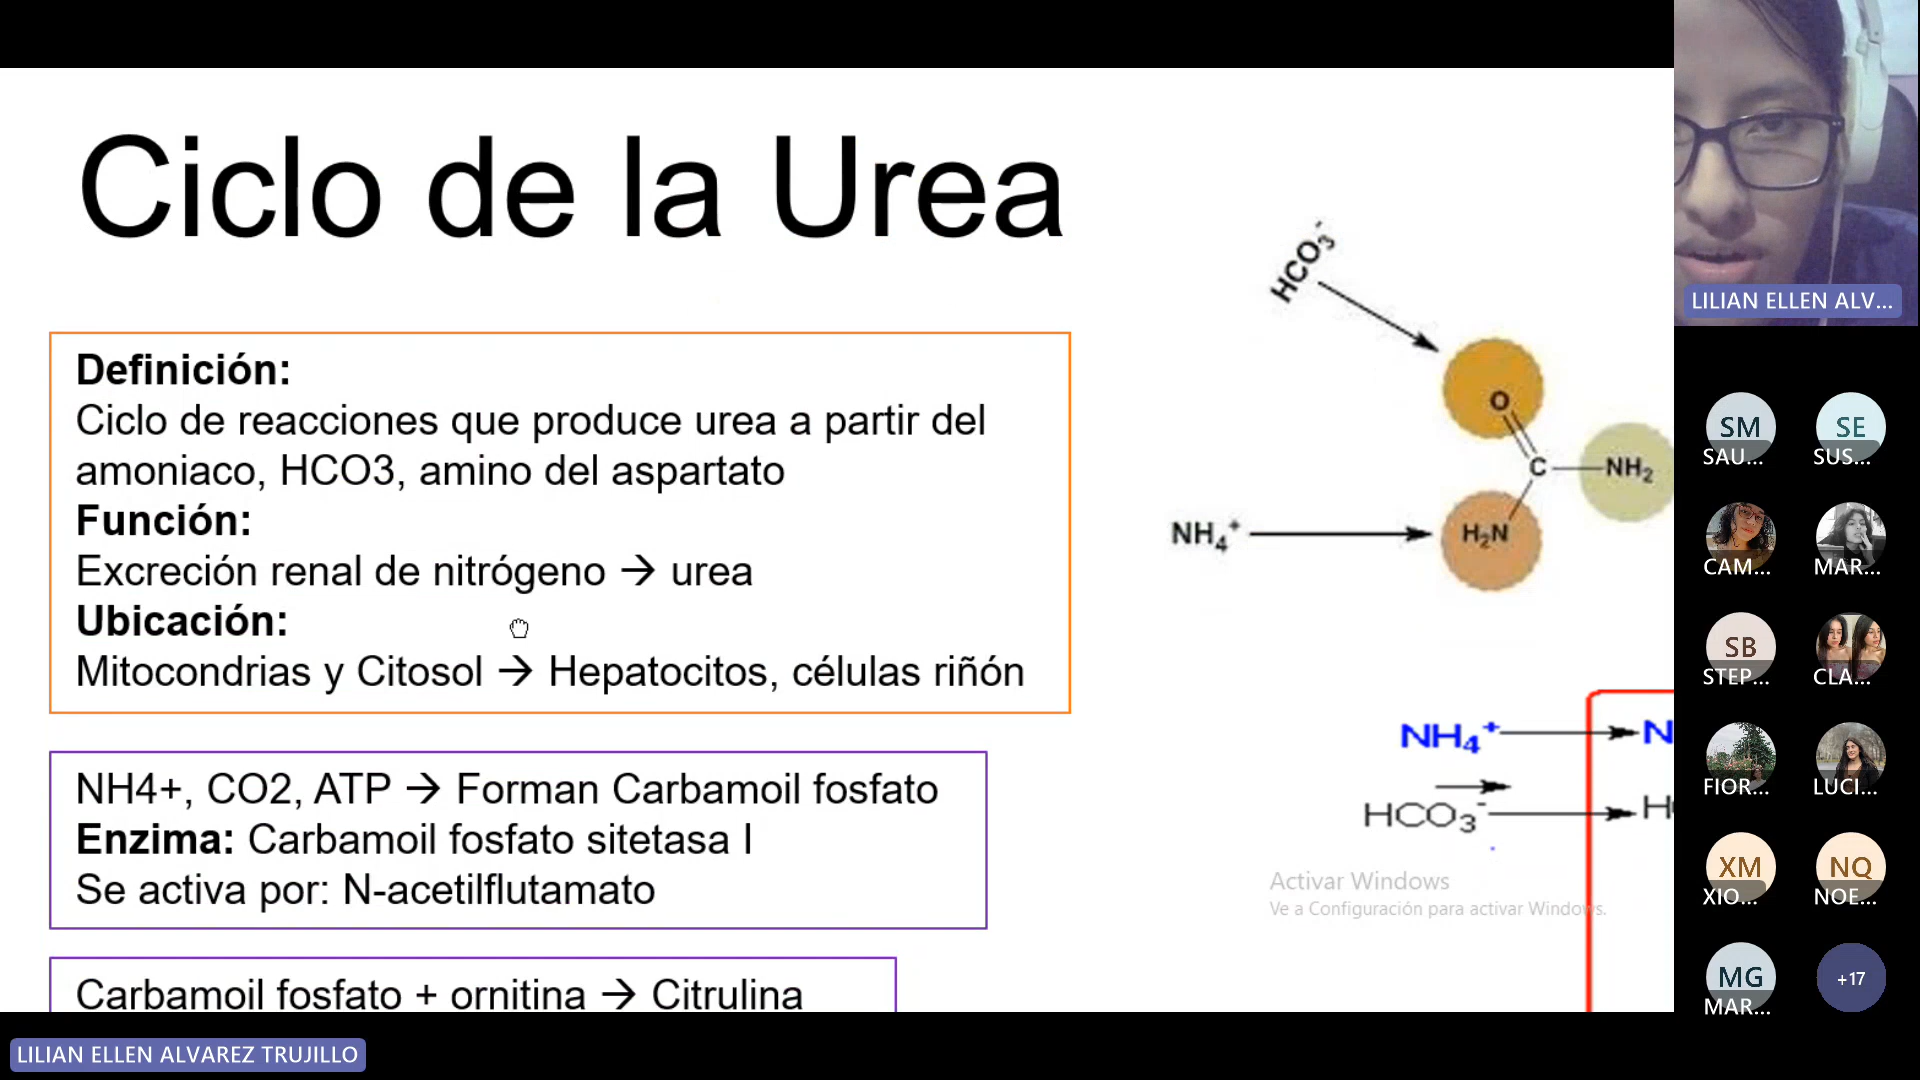 Ciclo de la Urea
Definición:
Ciclo de reacciones que produce urea a partir del
amoniaco, HCO3, amino del aspartato
Función:
Excreción renal de nitrógeno → urea
Ubicación:
Mitocondrias y Citosol → Hepatocitos, células riñón
NH4+, CO2, ATP → Forman Carbamoil fosfato
Enzima: Carbamoil fosfato sitetasa I
Se activa por: N-acetilflutamato
Carbamoil fosfato + ornitina → Citrulina
HCO₃⁻
O
C
NH₂
NH₄⁺
H₂N
NH₄⁺
N
HCO₃⁻
H
Activar Windows
Ve a Configuración para activar Windows.
LILIAN ELLEN ALV...
SM
SAU...
SE
SUS...
CAM...
MAR...
SB
STEP...
CLA...
FIOR...
LUCI...
XM
XIO...
NQ
NOE...
MG
MAR...
+17
LILIAN ELLEN ALVAREZ TRUJILLO